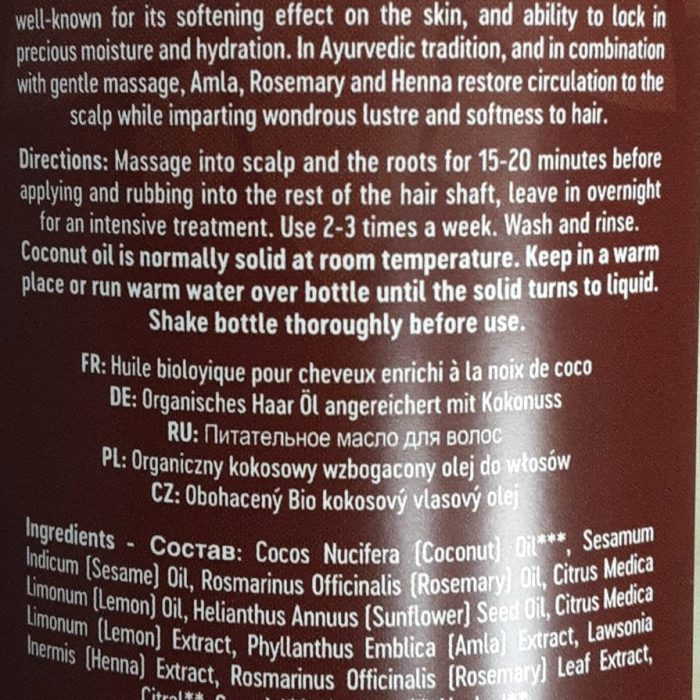 well-known for its softening effect on the skin, and ability to lock in
precious moisture and hydration. In Ayurvedic tradition, and in combination
with gentle massage, Amla, Rosemary and Henna restore circulation to the
scalp while imparting wondrous lustre and softness to hair.
Directions: Massage into scalp and the roots for 15-20 minutes before
applying and rubbing into the rest of the hair shaft, leave in overnight
for an intensive treatment. Use 2-3 times a week. Wash and rinse.
Coconut oil is normally solid at room temperature. Keep in a warm
place or run warm water over bottle until the solid turns to liquid.
Shake bottle thoroughly before use.
FR: Huile bioloyique pour cheveux enrichi à la noix de coco
DE: Organisches Haar Öl angereichert mit Kokonuss
RU: Питательное масло для волос
PL: Organiczny kokosowy wzbogacony olej do włosów
CZ: Obohacený Bio kokosový vlasový olej
Ingredients - Состав: Cocos Nucifera (Coconut) Oil***, Sesamum
Indicum (Sesame) Oil, Rosmarinus Officinalis (Rosemary) Oil, Citrus Medica
Limonum (Lemon) Oil, Helianthus Annuus (Sunflower) Seed Oil, Citrus Medica
Limonum (Lemon) Extract, Phyllanthus Emblica (Amla) Extract, Lawsonia
Inermis (Henna) Extract, Rosmarinus Officinalis (Rosemary) Leaf Extract,